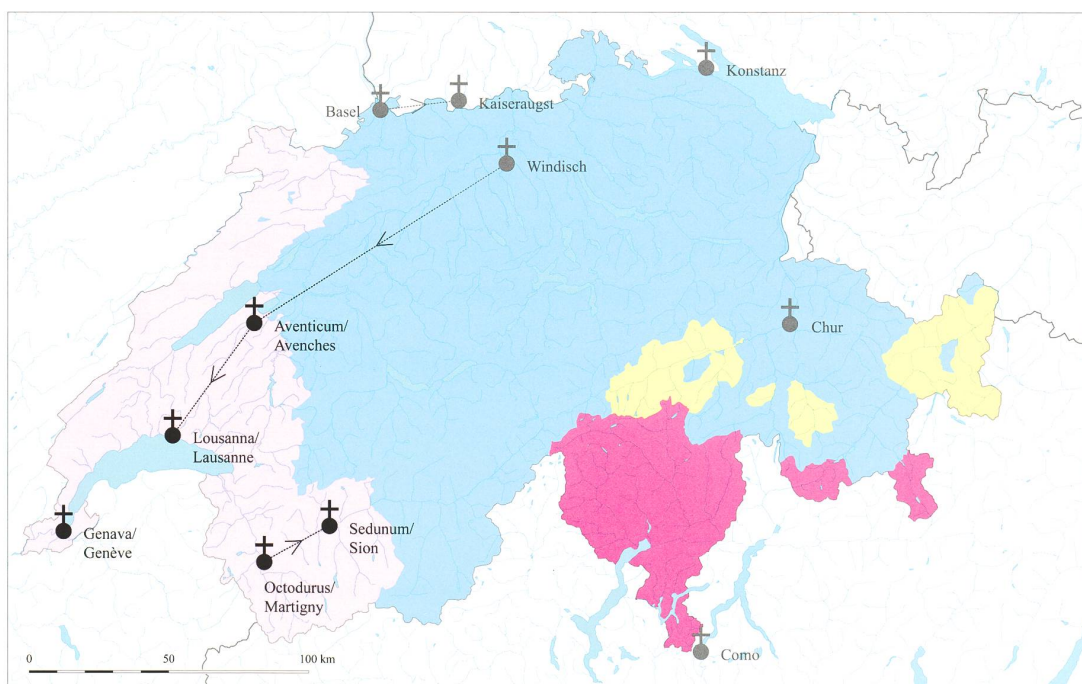 Konstanz
Basel
Kaiseraugst
Windisch
Aventicum/
Avenches
Chur
Lousanna/
Lausanne
Genava/
Genève
Sedunum/
Sion
Octodurus/
Martigny
Como
0 50 100 km